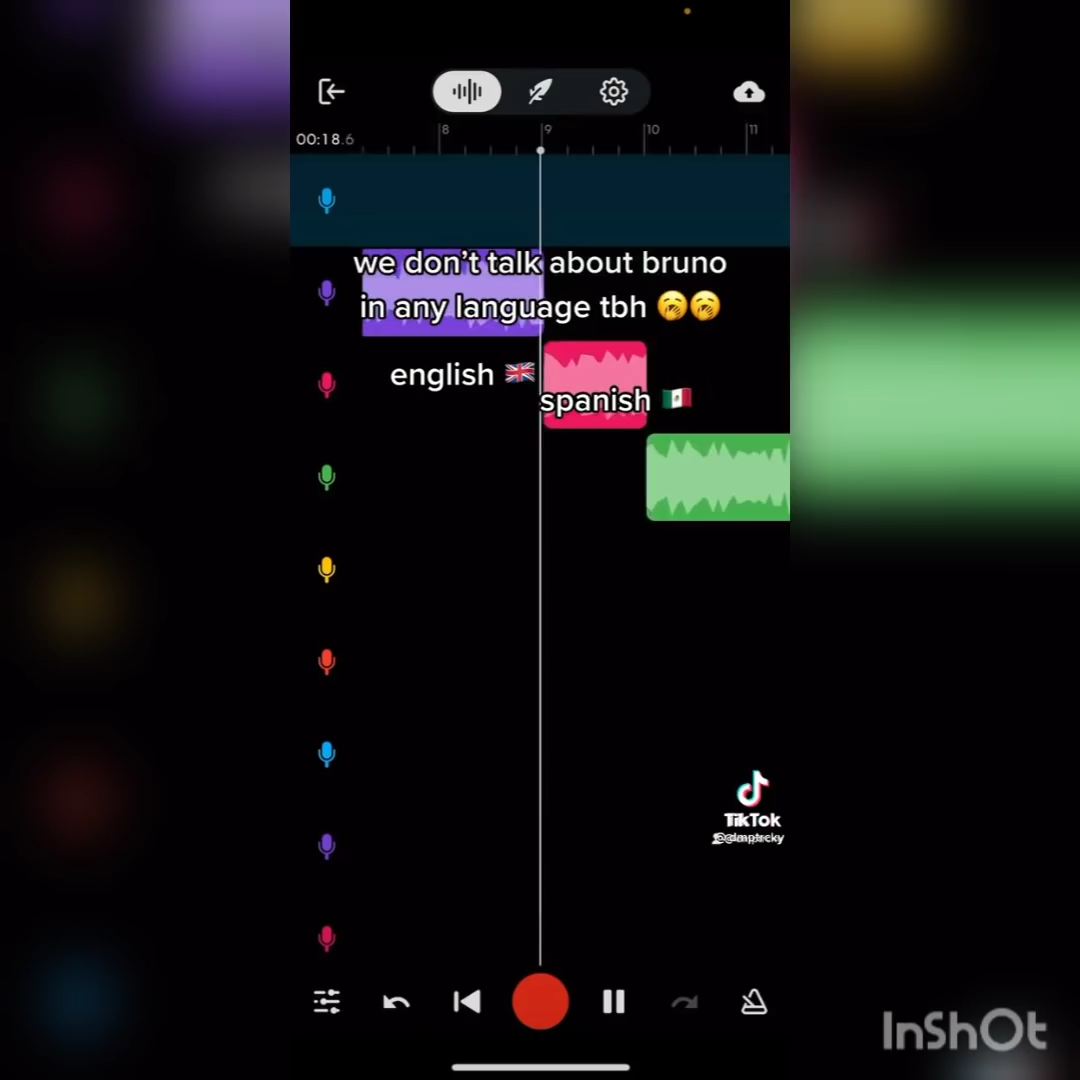 8
9
10
11
00:18.6
we don't talk about bruno
in any language tbh 🥱🥱
english 🇬🇧
spanish 🇲🇽
TikTok
InShOt